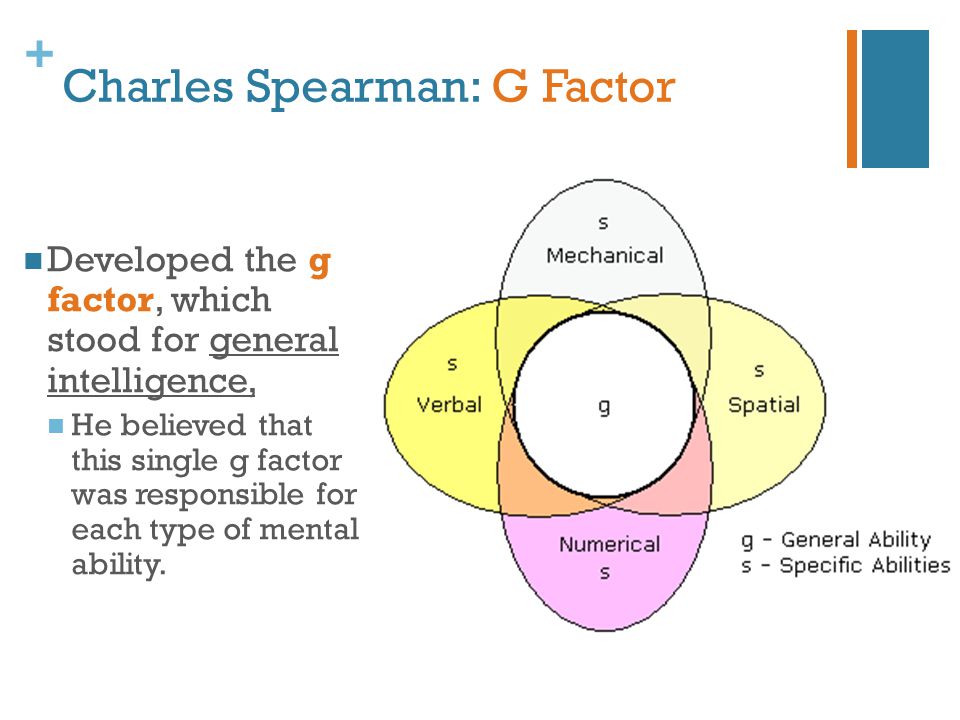 +
Charles Spearman: G Factor
Developed the g
factor, which
stood for general
intelligence,
He believed that
this single g factor
was responsible for
each type of mental
ability.
s
Mechanical
s
Verbal
g
s
Spatial
Numerical
s
g – General Ability
s – Specific Abilities